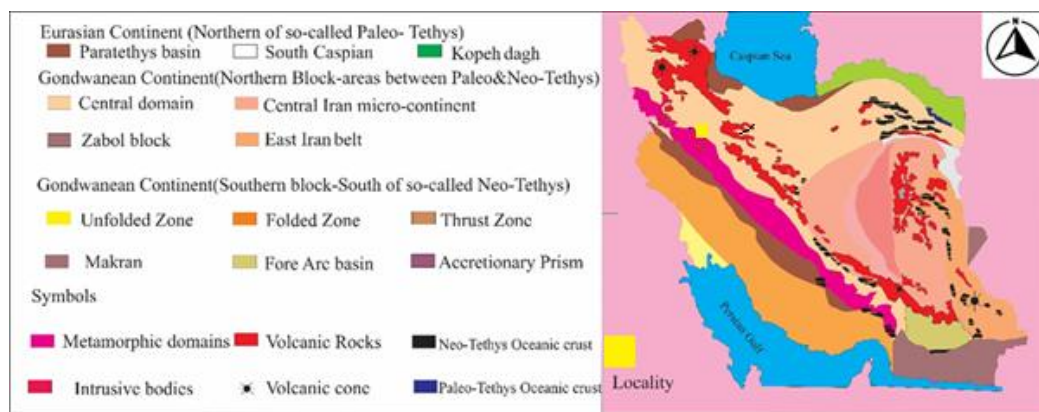 Eurasian Continent (Northern of so-called Paleo- Tethys)
Paratethys basin South Caspian Kopeh dagh
Gondwanean Continent(Northern Block-areas between Paleo&Neo-Tethys)
Central domain Central Iran micro-continent
Zabol block East Iran belt
Gondwanean Continent(Southern block-South of so-called Neo-Tethys)
Unfolded Zone Folded Zone Thrust Zone
Makran Fore Arc basin Accretionary Prism
Symbols
Metamorphic domains Volcanic Rocks Neo-Tethys Oceanic crust
Intrusive bodies Volcanic cone Paleo-Tethys Oceanic crust
N
Caspian Sea
Persian Gulf
Locality